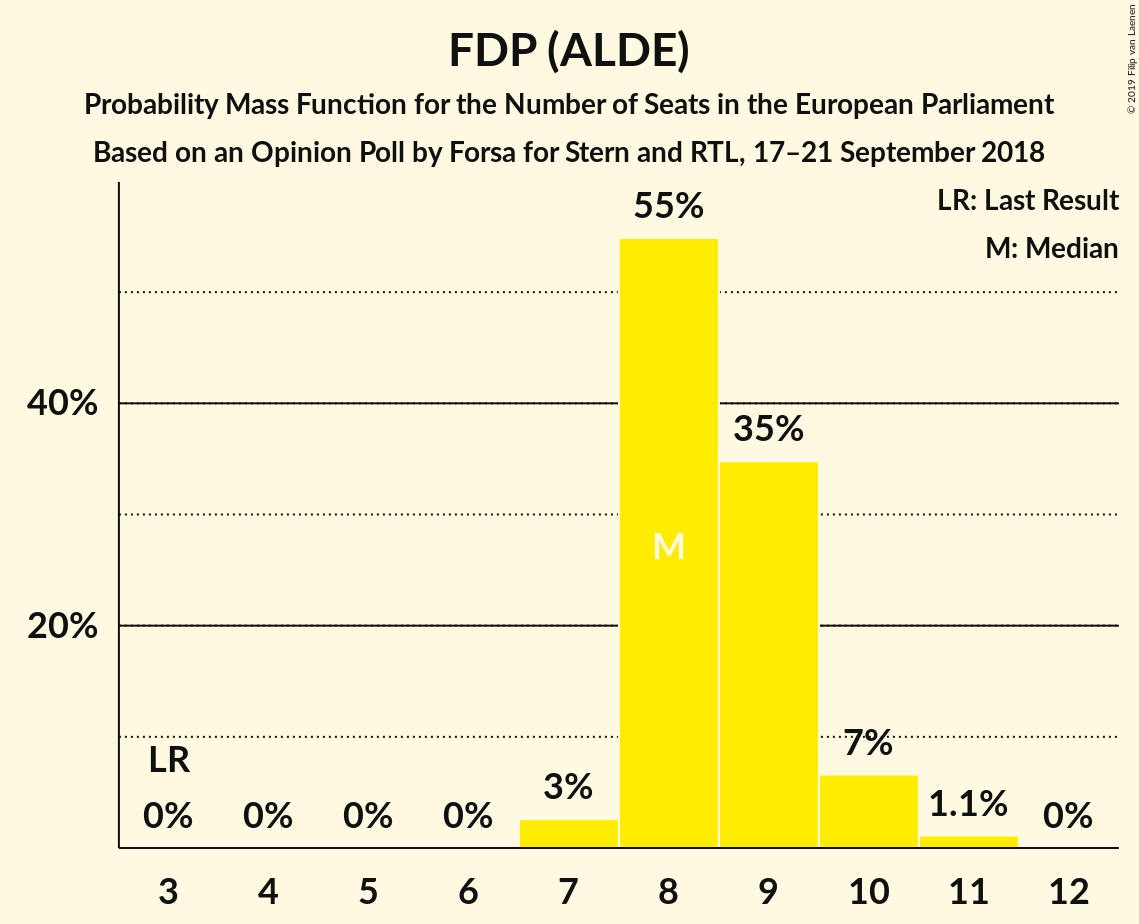 FDP (ALDE)
Probability Mass Function for the Number of Seats in the European Parliament
Based on an Opinion Poll by Forsa for Stern and RTL, 17–21 September 2018
© 2019 Filip van Laenen
LR: Last Result
M: Median
55%
40%
35%
M
20%
7%
LR
3%
1.1%
0% 0% 0% 0% 0%
3 4 5 6 7 8 9 10 11 12